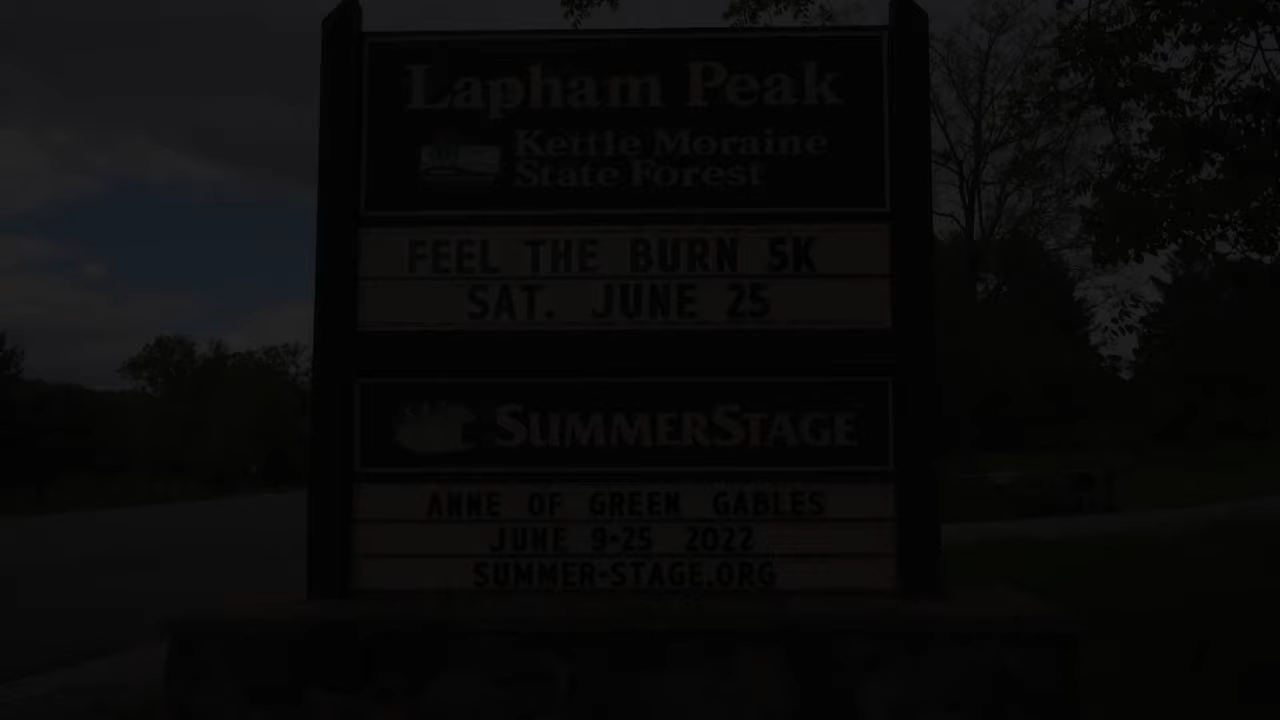 Lapham Peak
Kettle Moraine
State Forest
FEEL THE BURN 5K
SAT. JUNE 25
SUMMERSTAGE
ANNE OF GREEN GABLES
JUNE 9-25 2022
SUMMER-STAGE.ORG